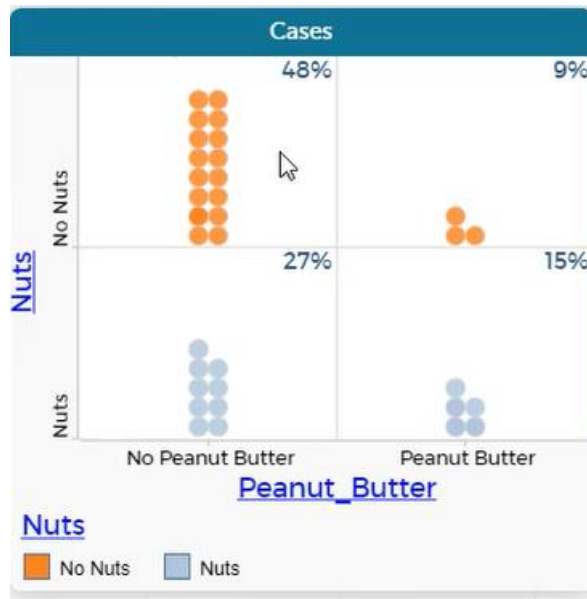 Cases
48%
9%
No Nuts
27%
15%
Nuts
Nuts
No Peanut Butter
Peanut Butter
Peanut_Butter
Nuts
No Nuts
Nuts